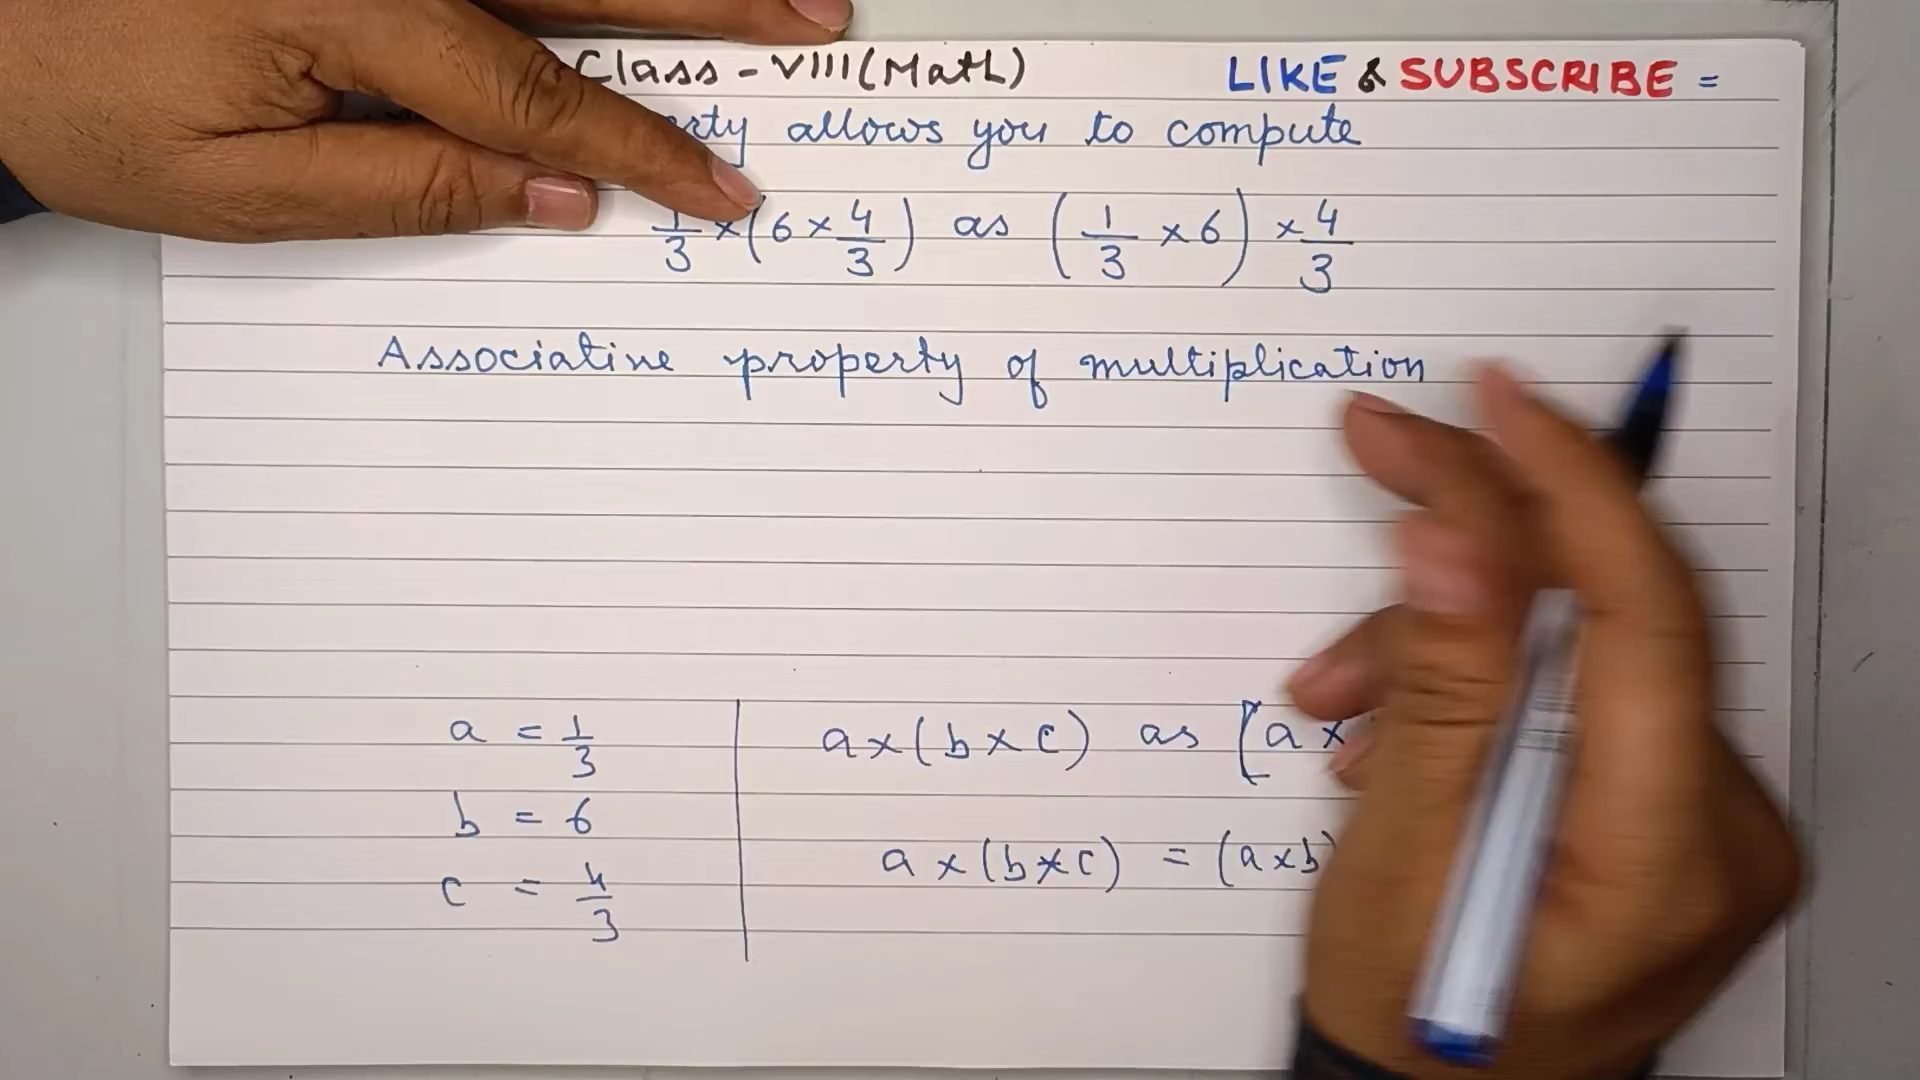 Class - VIII (Math) LIKE & SUBSCRIBE =
allows you to compute
1/3 × (6 × 4/3) as (1/3 × 6) × 4/3
Associative property of multiplication
a = 1/3
b = 6
c = 4/3
a × (b × c) as [a ×
a × (b × c) = (a × b)